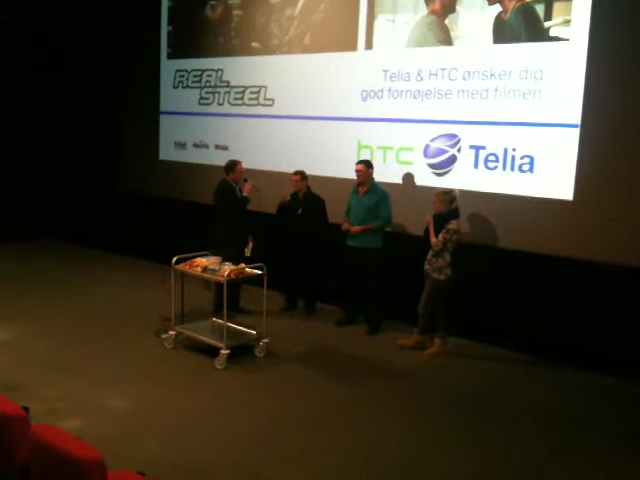 REAL
STEEL
Telia & HTC ønsker dig
god fornøjelse med filmen
hTC Telia